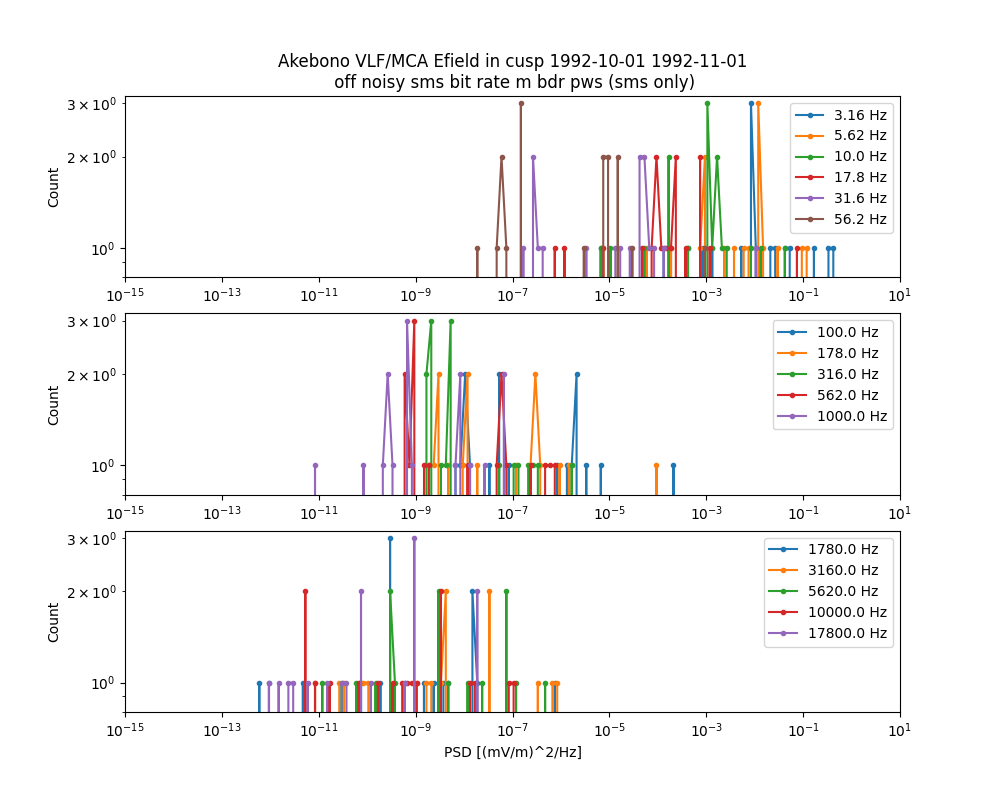 Akebono VLF/MCA Efield in cusp 1992-10-01 1992-11-01
off noisy sms bit rate m bdr pws (sms only)
3 × 10⁰
2 × 10⁰
10⁰
Count
3.16 Hz
5.62 Hz
10.0 Hz
17.8 Hz
31.6 Hz
56.2 Hz
10⁻¹⁵ 10⁻¹³ 10⁻¹¹ 10⁻⁹ 10⁻⁷ 10⁻⁵ 10⁻³ 10⁻¹ 10¹
3 × 10⁰
2 × 10⁰
10⁰
Count
100.0 Hz
178.0 Hz
316.0 Hz
562.0 Hz
1000.0 Hz
10⁻¹⁵ 10⁻¹³ 10⁻¹¹ 10⁻⁹ 10⁻⁷ 10⁻⁵ 10⁻³ 10⁻¹ 10¹
3 × 10⁰
2 × 10⁰
10⁰
Count
1780.0 Hz
3160.0 Hz
5620.0 Hz
10000.0 Hz
17800.0 Hz
10⁻¹⁵ 10⁻¹³ 10⁻¹¹ 10⁻⁹ 10⁻⁷ 10⁻⁵ 10⁻³ 10⁻¹ 10¹
PSD [(mV/m)^2/Hz]